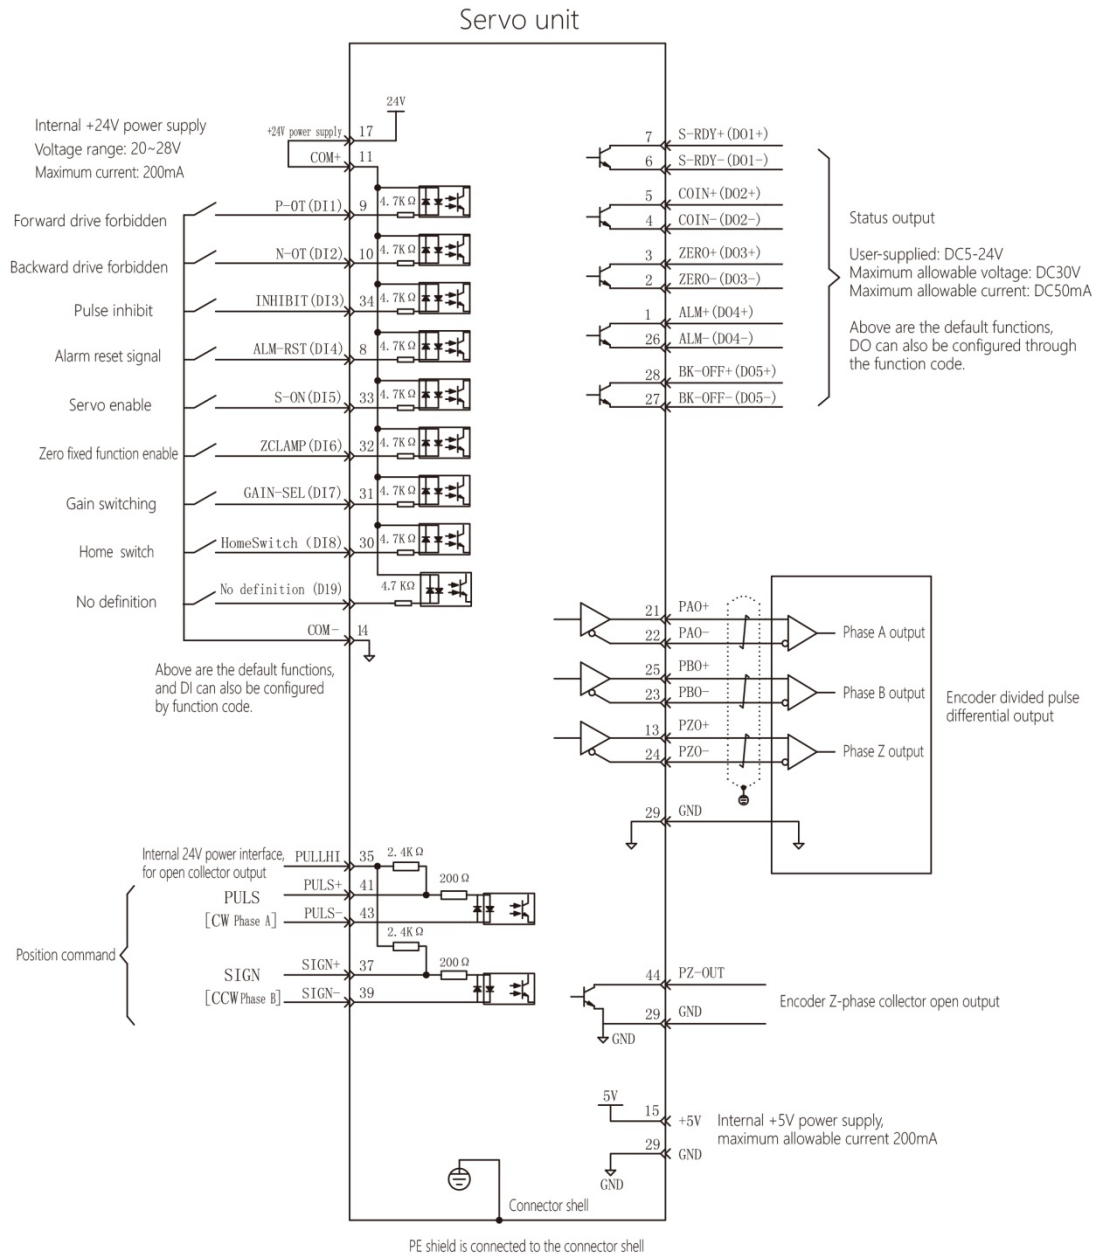 Servo unit
24V
Internal +24V power supply
Voltage range: 20~28V
Maximum current: 200mA
+24V power supply 17
COM+ 11
Forward drive forbidden
P-OT(DI1) 9 4.7KΩ
Backward drive forbidden
N-OT(DI2) 10 4.7KΩ
Pulse inhibit
INHIBIT(DI3) 34 4.7KΩ
Alarm reset signal
ALM-RST(DI4) 8 4.7KΩ
Servo enable
S-ON(DI5) 33 4.7KΩ
Zero fixed function enable
ZCLAMP(DI6) 32 4.7KΩ
Gain switching
GAIN-SEL(DI7) 31 4.7KΩ
Home switch
HomeSwitch (DI8) 30 4.7KΩ
No definition
No definition (D19) 4.7 KΩ
COM- 14
Above are the default functions,
and DI can also be configured
by function code.
7 S-RDY+(DO1+)
6 S-RDY-(DO1-)
5 COIN+(DO2+)
4 COIN-(DO2-)
3 ZERO+(DO3+)
2 ZERO-(DO3-)
1 ALM+(DO4+)
26 ALM-(DO4-)
28 BK-OFF+(DO5+)
27 BK-OFF-(DO5-)
Status output
User-supplied: DC5-24V
Maximum allowable voltage: DC30V
Maximum allowable current: DC50mA
Above are the default functions,
DO can also be configured through
the function code.
21 PAO+
22 PAO-
Phase A output
25 PBO+
23 PBO-
Phase B output
13 PZO+
24 PZO-
Phase Z output
Encoder divided pulse
differential output
29 GND
Internal 24V power interface,
for open collector output
PULLHI 35 2.4KΩ
PULS+ 41 200Ω
PULS
[CW Phase A]
PULS- 43
2.4KΩ
Position command
SIGN+ 37 200Ω
SIGN
[CCW Phase B]
SIGN- 39
44 PZ-OUT
29 GND
GND
Encoder Z-phase collector open output
5V
15 +5V
Internal +5V power supply,
maximum allowable current 200mA
29 GND
GND
Connector shell
PE shield is connected to the connector shell